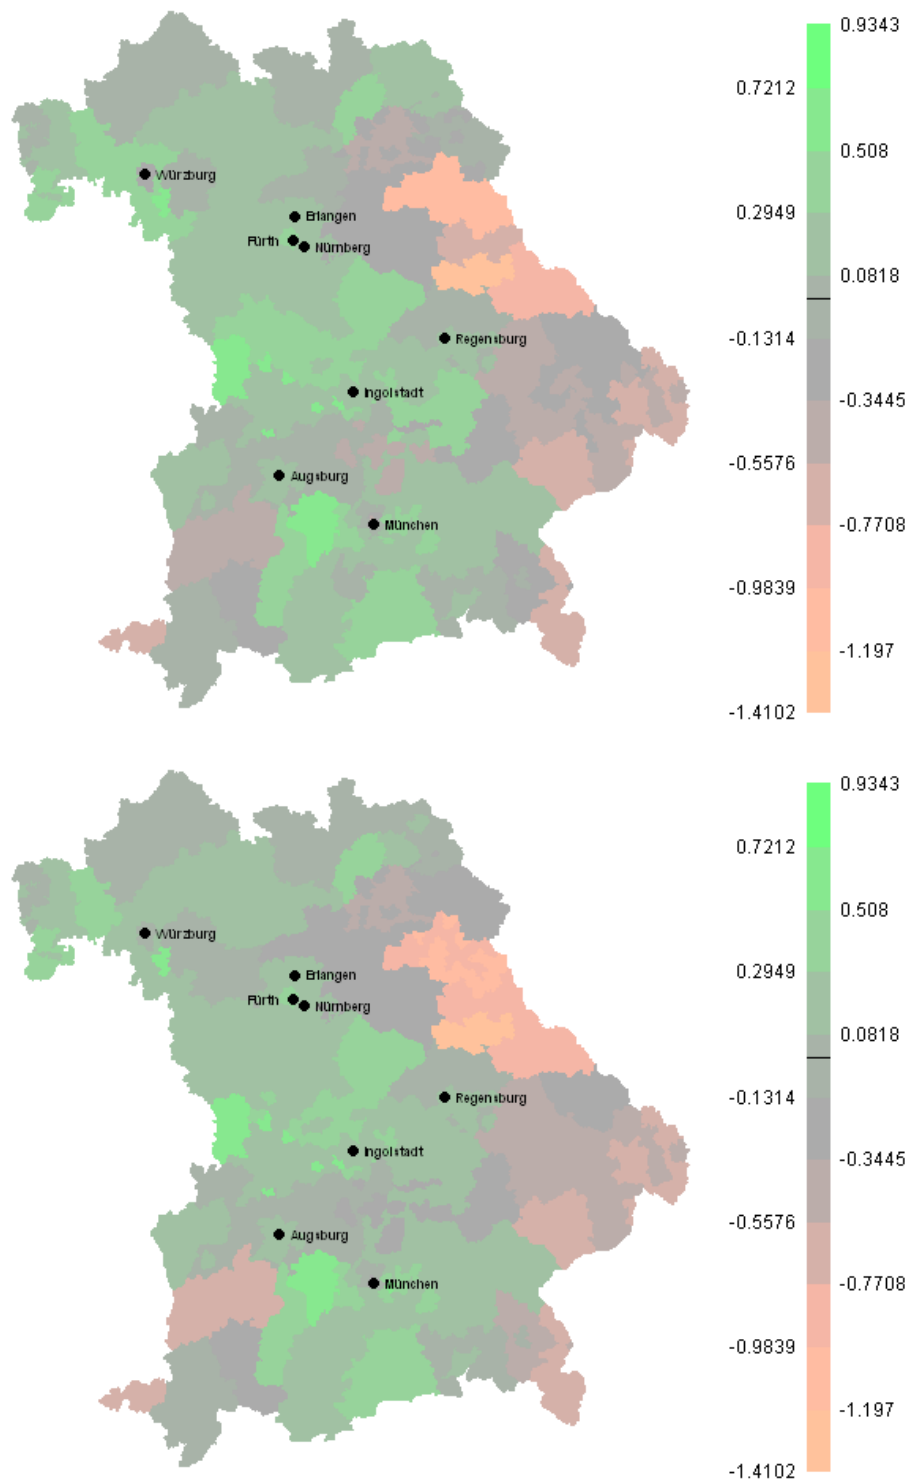 0.9343
0.7212
0.508
Würzburg
Erlangen
0.2949
Fürth
Nürnberg
0.0818
Regensburg
-0.1314
Ingolstadt
-0.3445
Augsburg
-0.5576
München
-0.7708
-0.9839
-1.197
-1.4102
0.9343
0.7212
0.508
Würzburg
0.2949
Erlangen
Fürth
Nürnberg
0.0818
Regensburg
-0.1314
Ingolstadt
-0.3445
Augsburg
-0.5576
München
-0.7708
-0.9839
-1.197
-1.4102